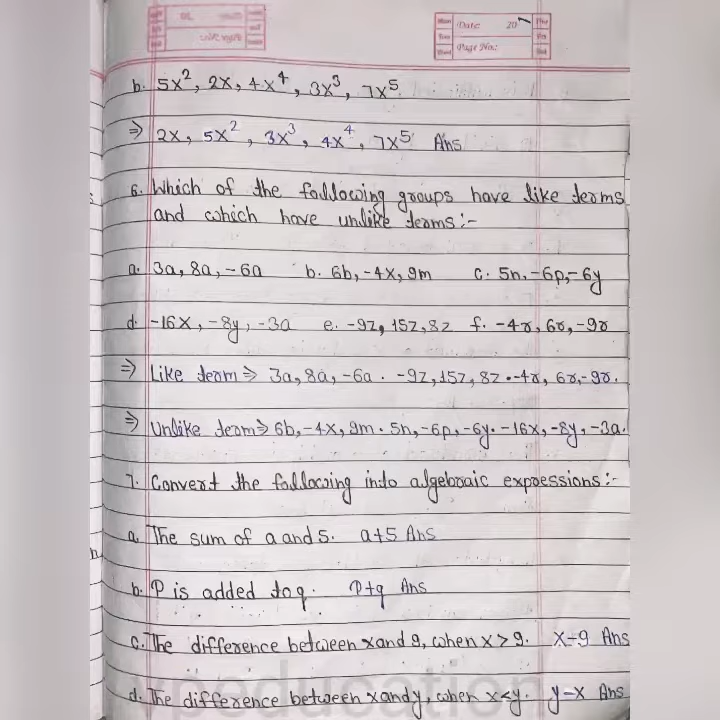 Date: 20
Page No.:
b. 5x², 2x, 4x⁴, 3x³, 7x⁵
⇒ 2x, 5x², 3x³, 4x⁴, 7x⁵ Ans
6. Which of the following groups have like terms
and which have unlike terms:-
a. 3a, 8a, -6a b. 6b, -4x, 9m c. 5n, -6p, -6y
d. -16x, -8y, -3a e. -9z, 15z, 8z f. -4r, 6r, -9r
⇒ Like term ⇒ 3a, 8a, -6a. -9z, 15z, 8z. -4r, 6r, -9r.
⇒ Unlike term ⇒ 6b, -4x, 9m. 5n, -6p, -6y. -16x, -8y, -3a.
7. Convert the following into algebraic expressions:-
a. The sum of a and 5. a+5 Ans
b. P is added to q. P+q Ans
c. The difference between x and 9, when x > 9. x-9 Ans
d. The difference between x and y, when x < y. y-x Ans